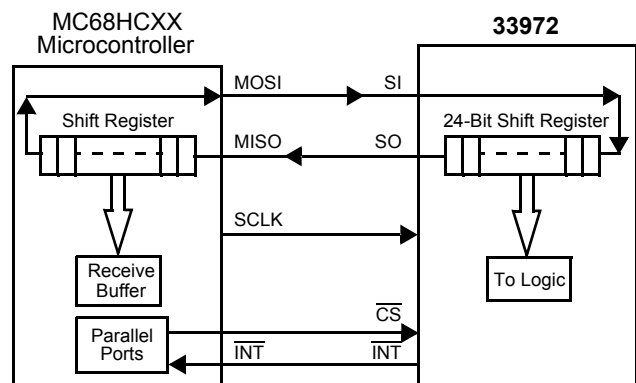 MC68HCXX
Microcontroller
33972
MOSI
SI
Shift Register
24-Bit Shift Register
MISO
SO
SCLK
Receive
Buffer
To Logic
CS
Parallel
Ports
INT
INT